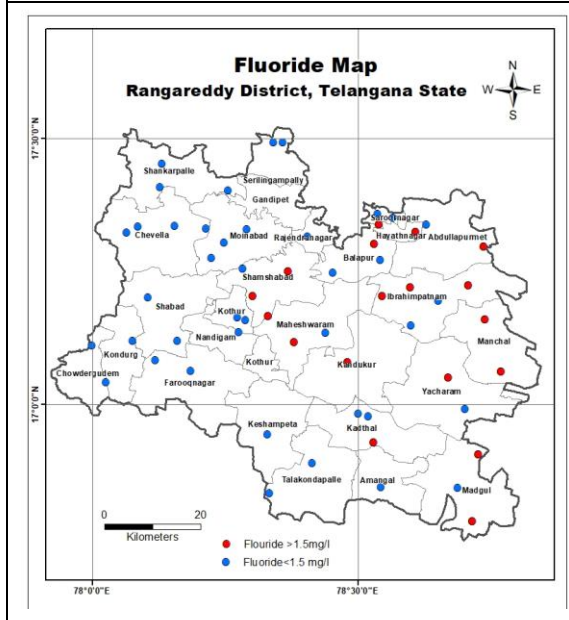 Fluoride Map
Rangareddy District, Telangana State
N
W E
S
17°30'0"N
Shankarpalle
Serilingampally
Gandipet
Saroornagar
Chevella
Moinabad
Rajendrnagar
Hayathnagar
Abdullapurmet
Balapur
Shamshabad
Ibrahimpatnam
Shabad
Kothur
Maheshwaram
Nandigam
Manchal
Kondurg
Kothur
Kandukur
Chowdergudem
Farooqnagar
Yacharam
17°0'0"N
Keshampeta
Kadthal
Talakondapalle
Amangal
Madgul
0 20
Kilometers
Flouride >1.5mg/l
Fluoride<1.5 mg/l
78°0'0"E
78°30'0"E